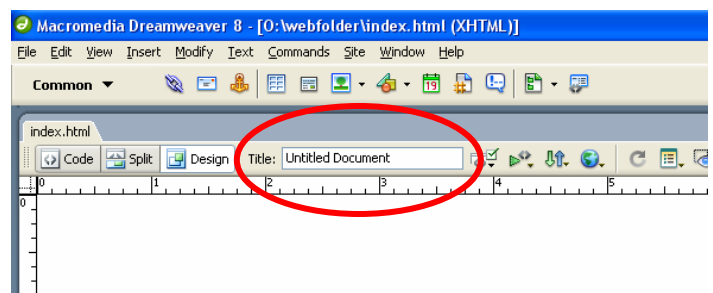 Macromedia Dreamweaver 8 - [O:\webfolder\index.html (XHTML)]
File Edit View Insert Modify Text Commands Site Window Help
Common
19
index.html
Code Split Design Title: Untitled Document
0 1 2 3 4 5
0